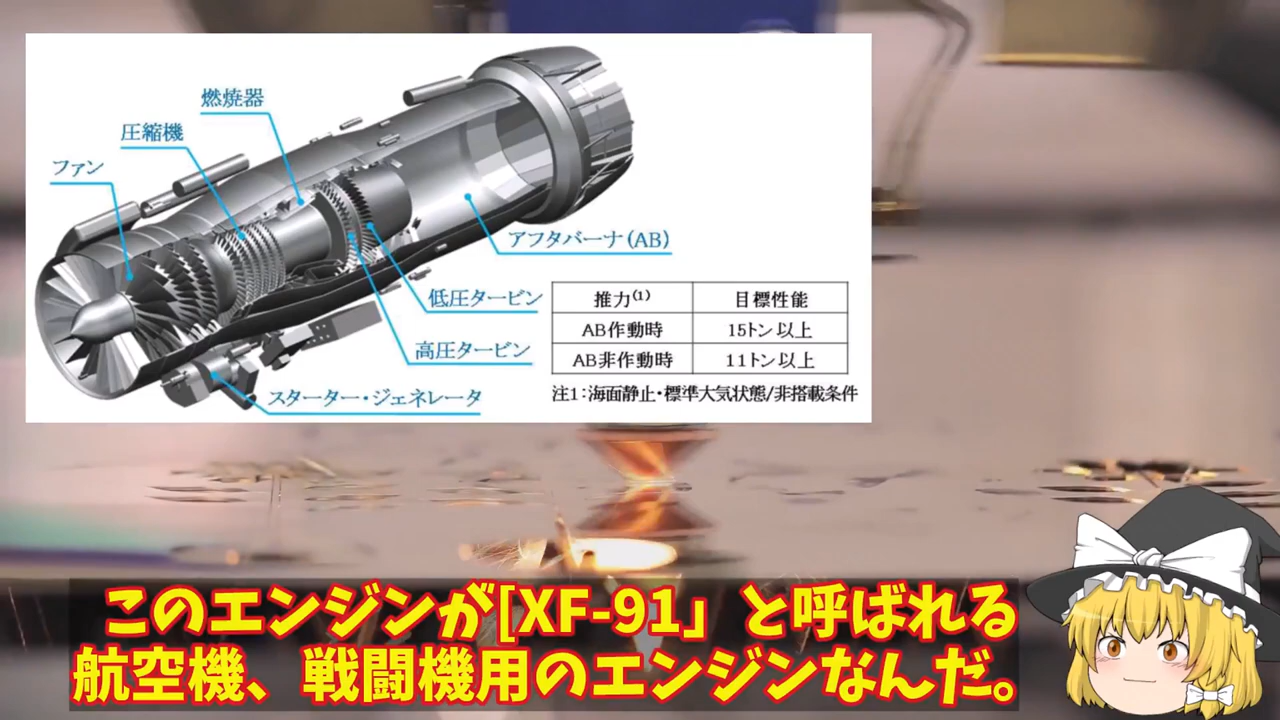 燃焼器
圧縮機
ファン
アフタバーナ(AB)
低圧タービン
高圧タービン
スターター・ジェネレータ
推力(1) 目標性能
AB作動時 15トン以上
AB非作動時 11トン以上
注1:海面静止・標準大気状態/非搭載条件
このエンジンが[XF-91」と呼ばれる
航空機、戦闘機用のエンジンなんだ。